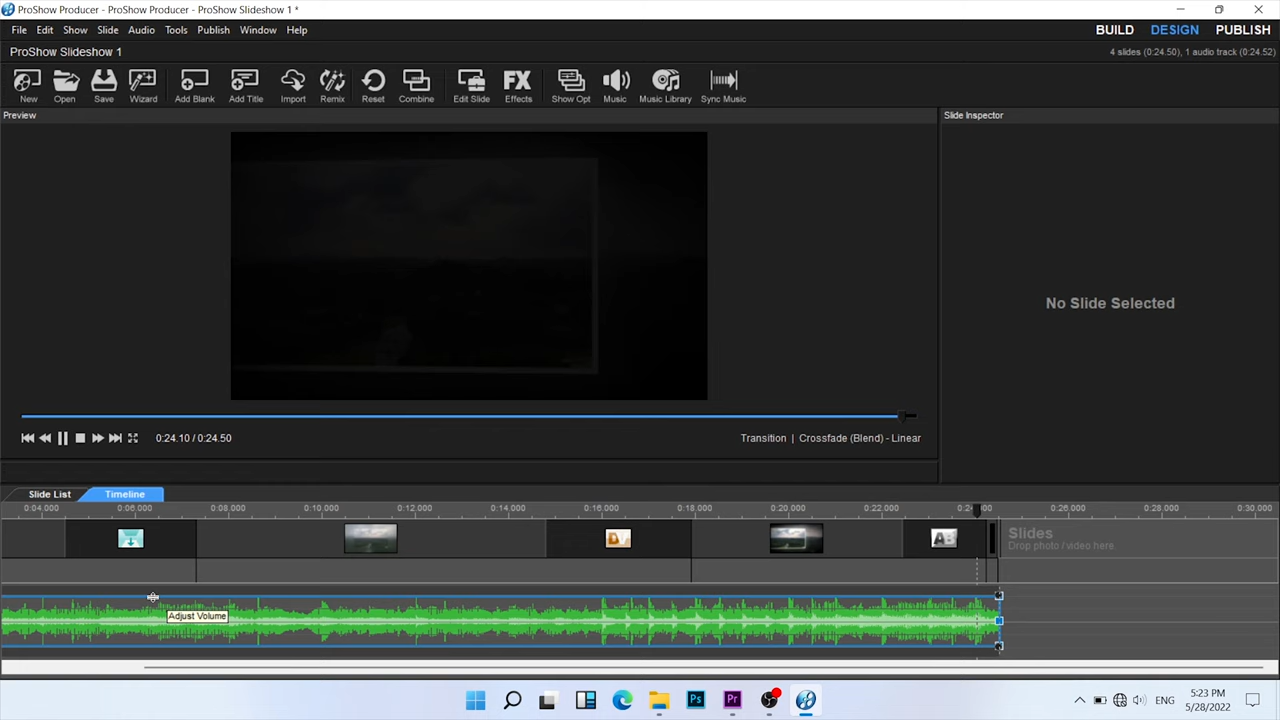 ProShow Producer - ProShow Producer - ProShow Slideshow 1 *
File Edit Show Slide Audio Tools Publish Window Help
BUILD DESIGN PUBLISH
ProShow Slideshow 1
4 slides (0:24.50), 1 audio track (0:24.52)
New Open Save Wizard Add Blank Add Title Import Remix Reset Combine Edit Slide Effects Show Opt Music Music Library Sync Music
FX
Preview
Slide Inspector
No Slide Selected
0:24.10 / 0:24.50
Transition | Crossfade (Blend) - Linear
Slide List Timeline
0:04.000 0:06.000 0:08.000 0:10.000 0:12.000 0:14.000 0:16.000 0:18.000 0:20.000 0:22.000 0:26.000 0:28.000 0:30.000
DV
AB
Slides
Drop photo / video here
Adjust Volume
Ps
Pr
ENG
5:23 PM
5/28/2022